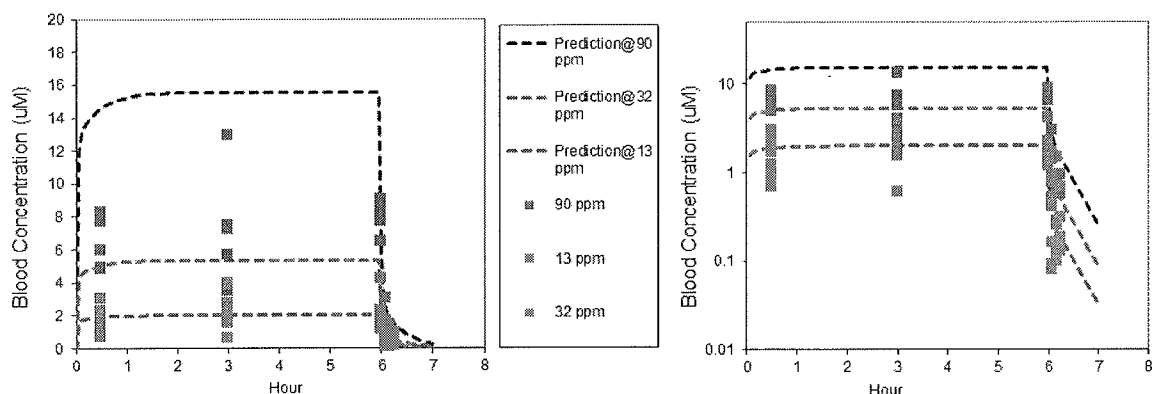 20
18
16
14
12
10
8
6
4
2
0
Blood Concentration (uM)
0 1 2 3 4 5 6 7 8
Hour
Prediction@90
ppm
Prediction@32
ppm
Prediction@13
ppm
90 ppm
13 ppm
32 ppm
10
1
0.1
0.01
Blood Concentration (uM)
0 1 2 3 4 5 6 7 8
Hour